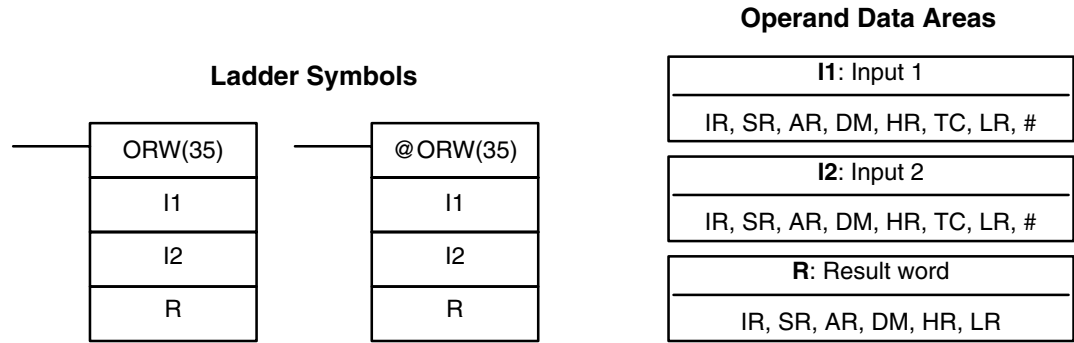 Ladder Symbols
ORW(35)
I1
I2
R
@ORW(35)
I1
I2
R
Operand Data Areas
I1: Input 1
IR, SR, AR, DM, HR, TC, LR, #
I2: Input 2
IR, SR, AR, DM, HR, TC, LR, #
R: Result word
IR, SR, AR, DM, HR, LR